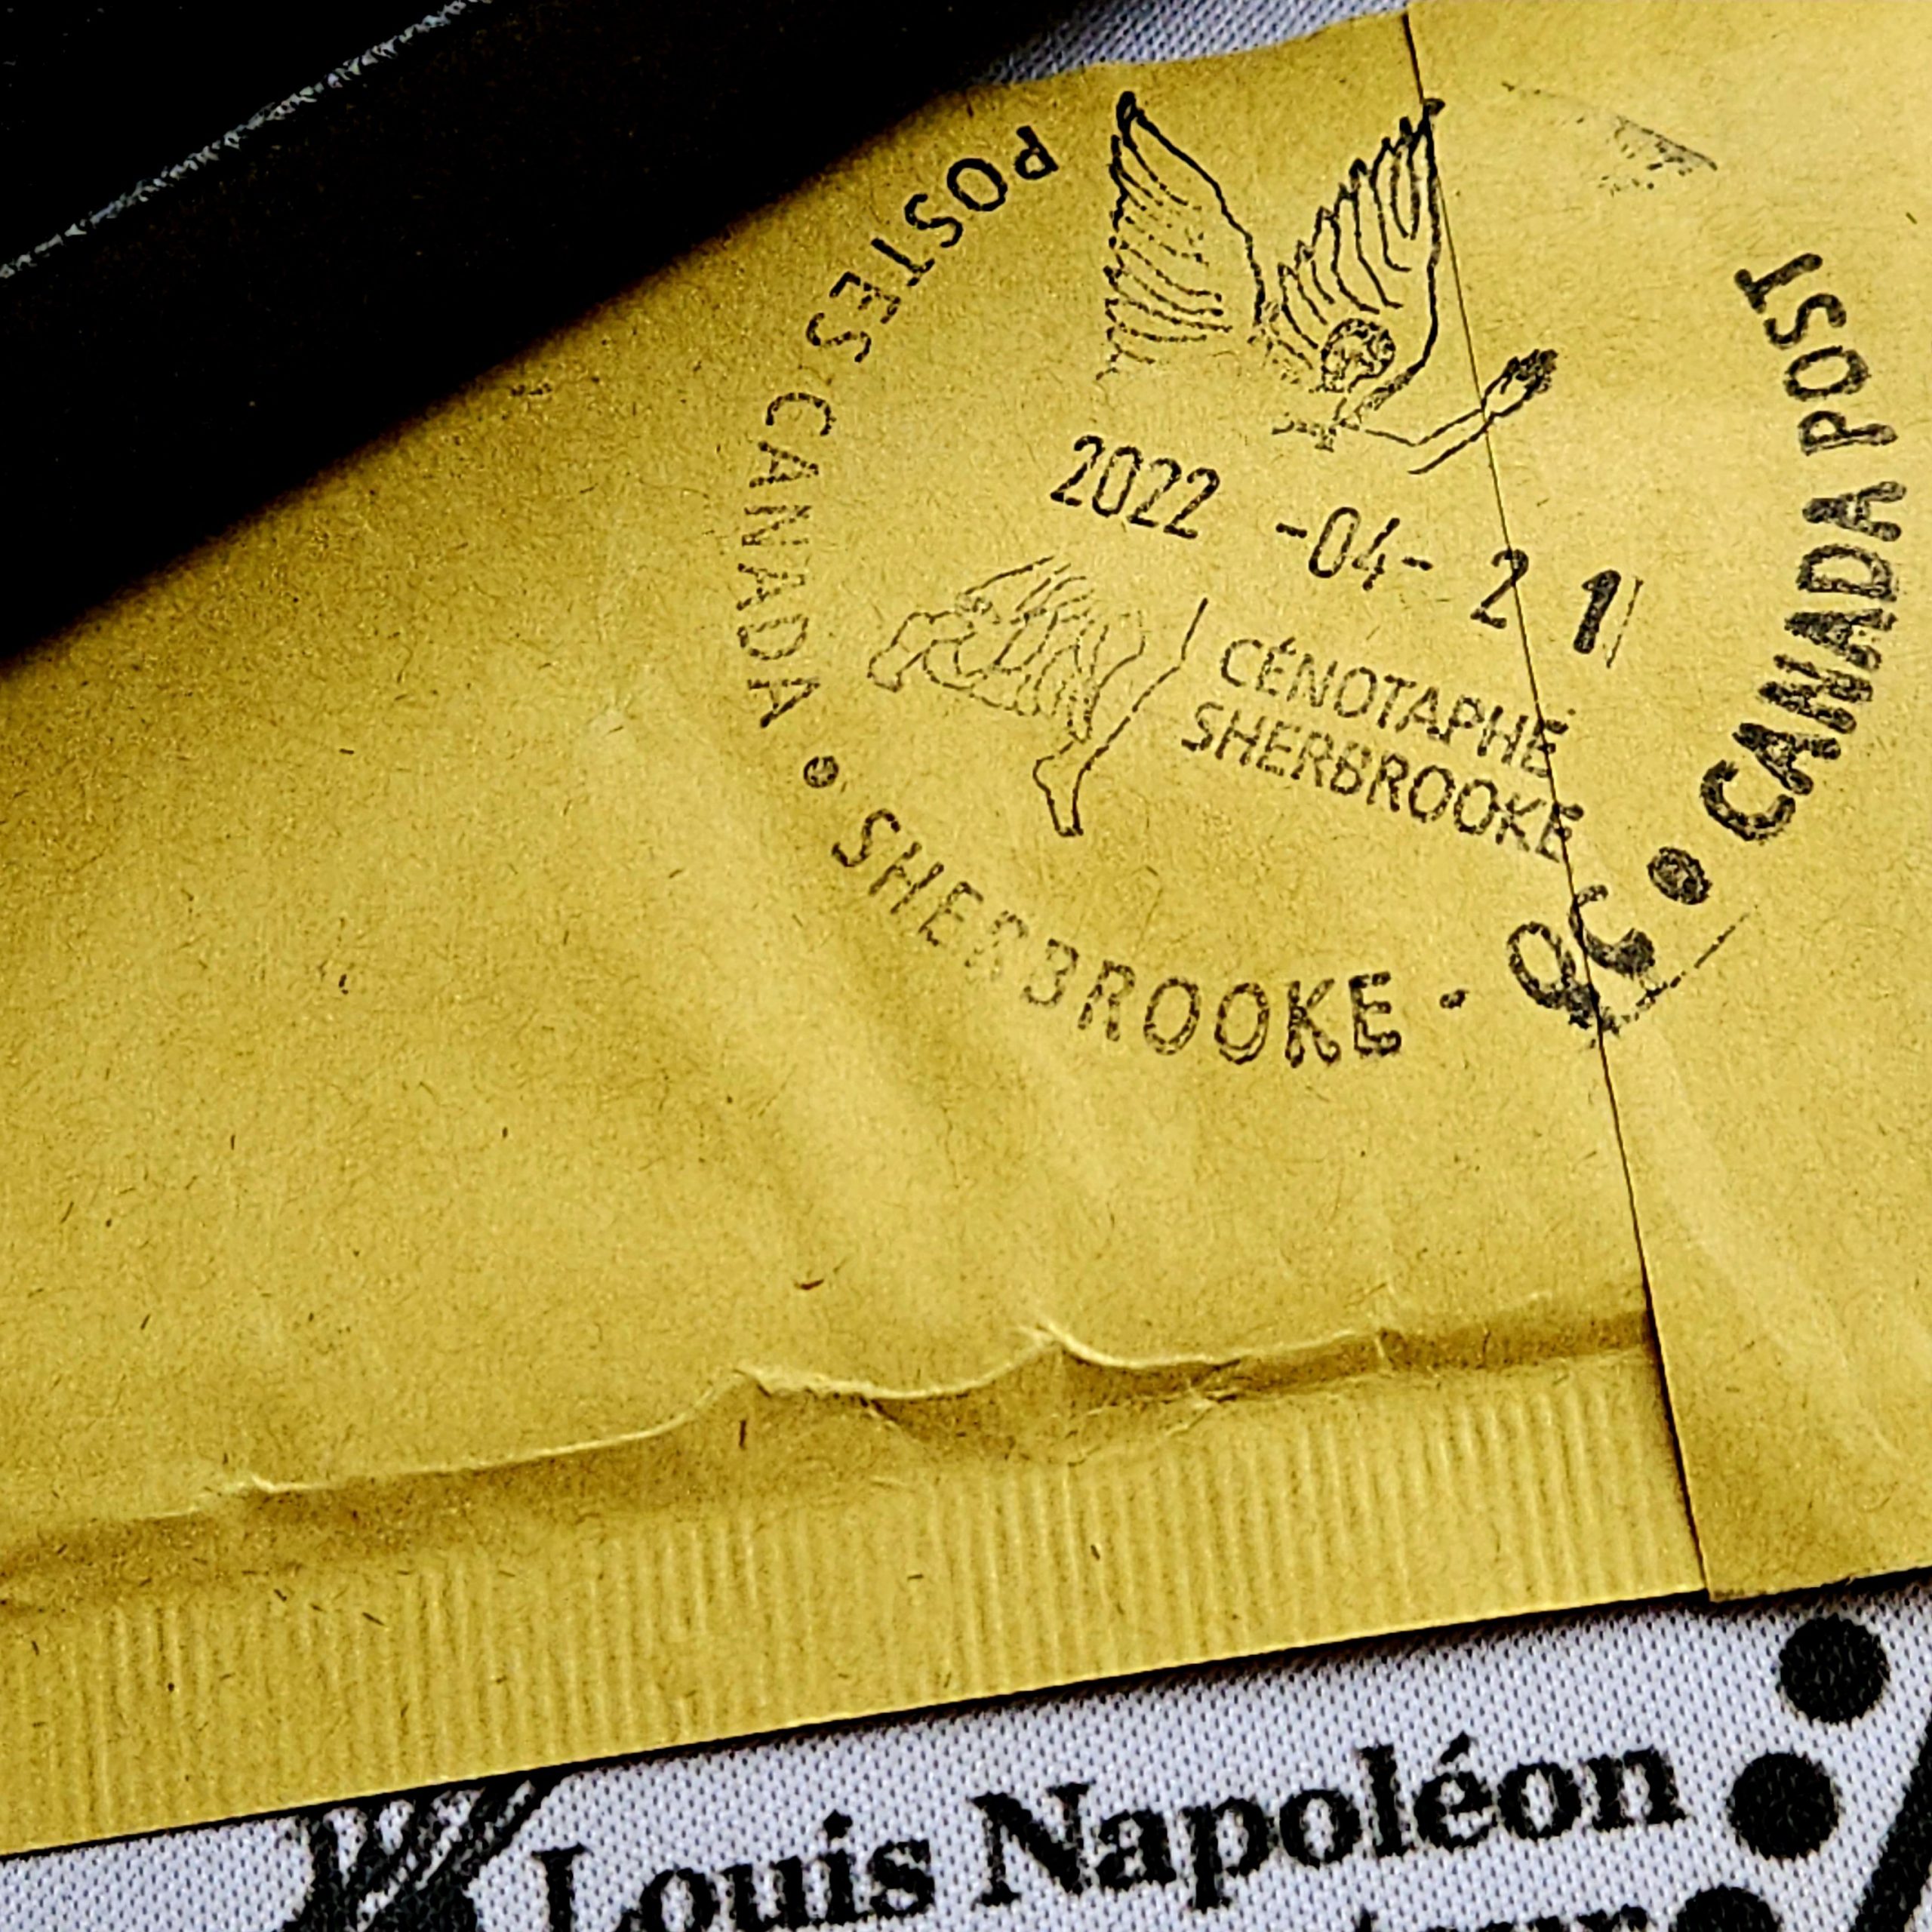 POSTES CANADA • SHERBROOKE - QC • CANADA POST
2022 -04- 21
CÉNOTAPHE
SHERBROOKE
Louis Napoléon